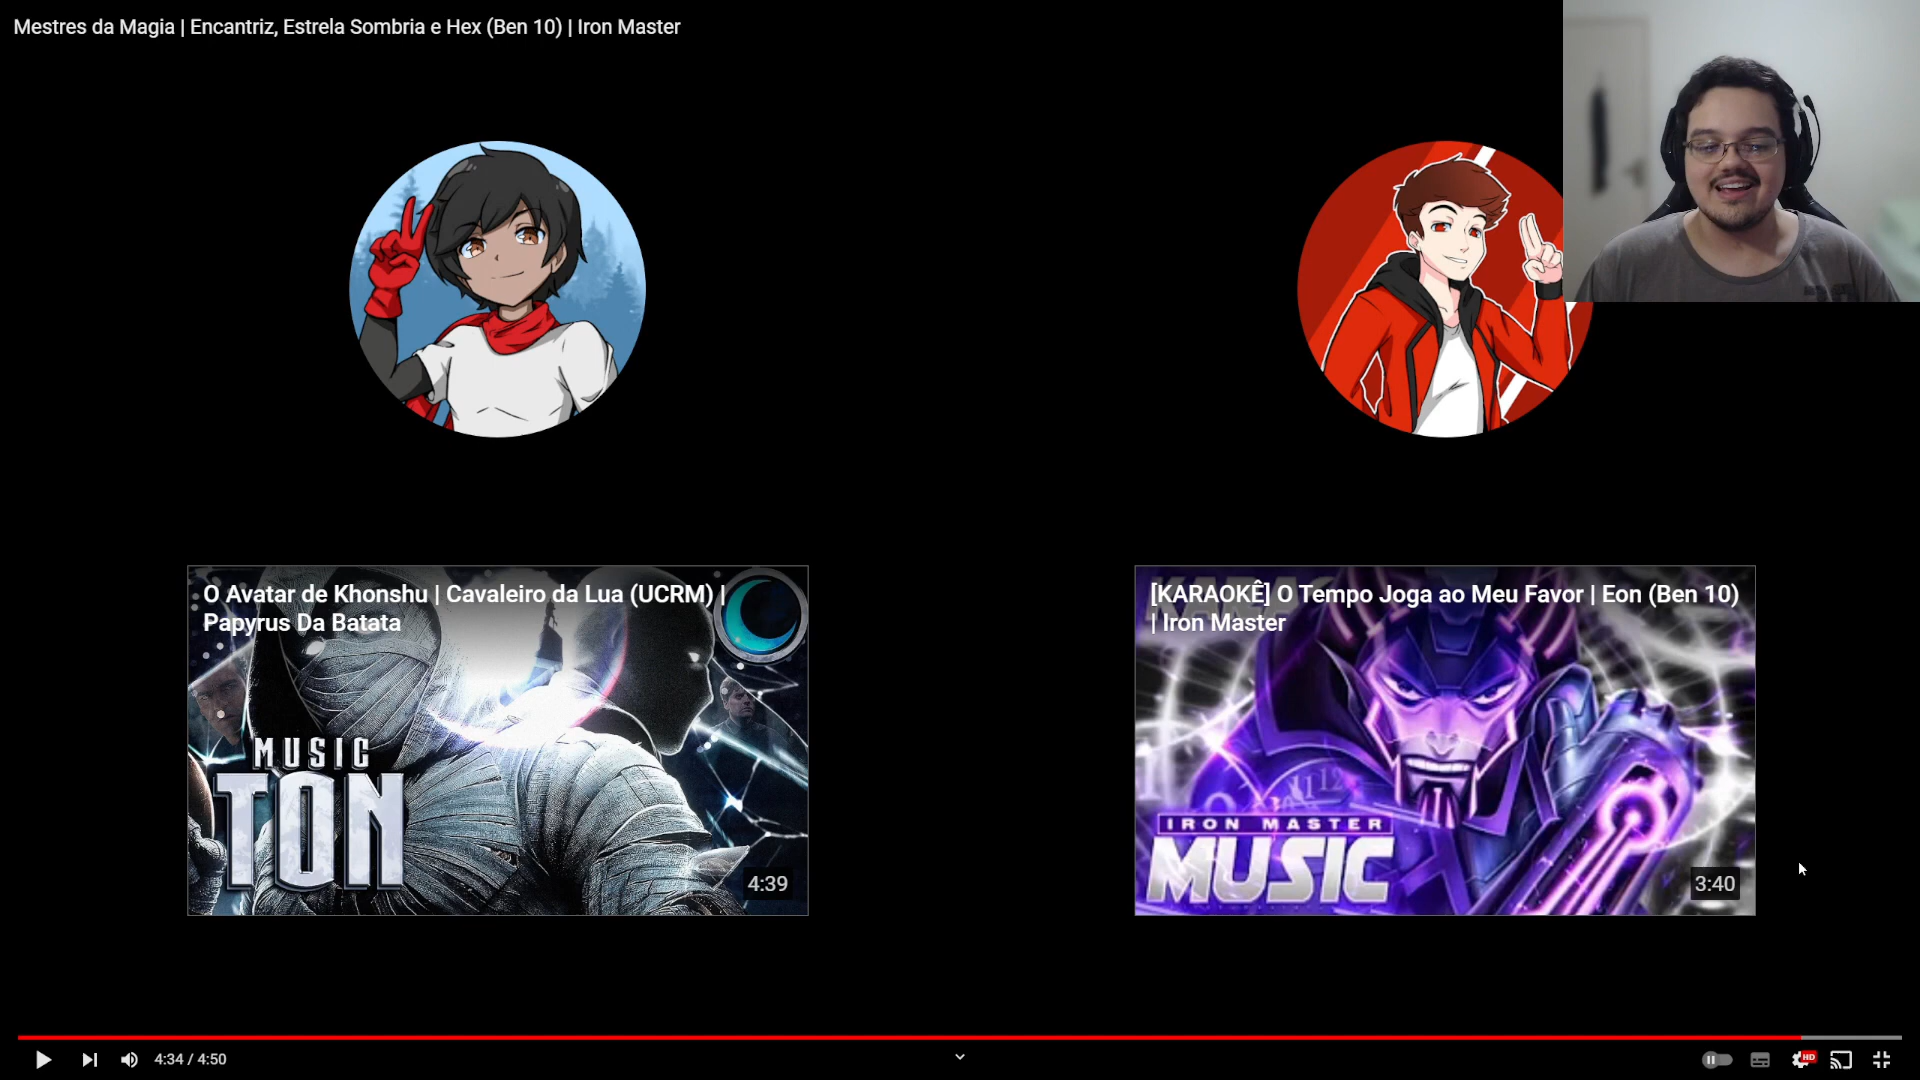 Mestres da Magia | Encantriz, Estrela Sombria e Hex (Ben 10) | Iron Master
O Avatar de Khonshu | Cavaleiro da Lua (UCRM) |
Papyrus Da Batata
MUSIC
TON
4:39
[KARAOKÊ] O Tempo Joga ao Meu Favor | Eon (Ben 10)
| Iron Master
IRON MASTER
MUSIC
3:40
4:34 / 4:50
HD